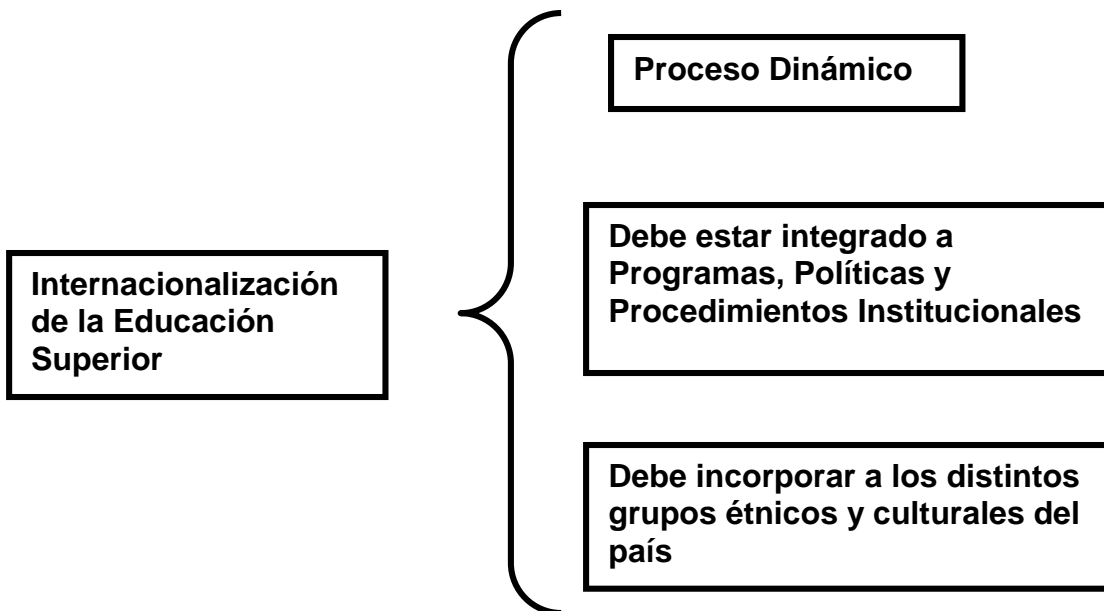 Internacionalización
de la Educación
Superior
Proceso Dinámico
Debe estar integrado a
Programas, Políticas y
Procedimientos Institucionales
Debe incorporar a los distintos
grupos étnicos y culturales del
país